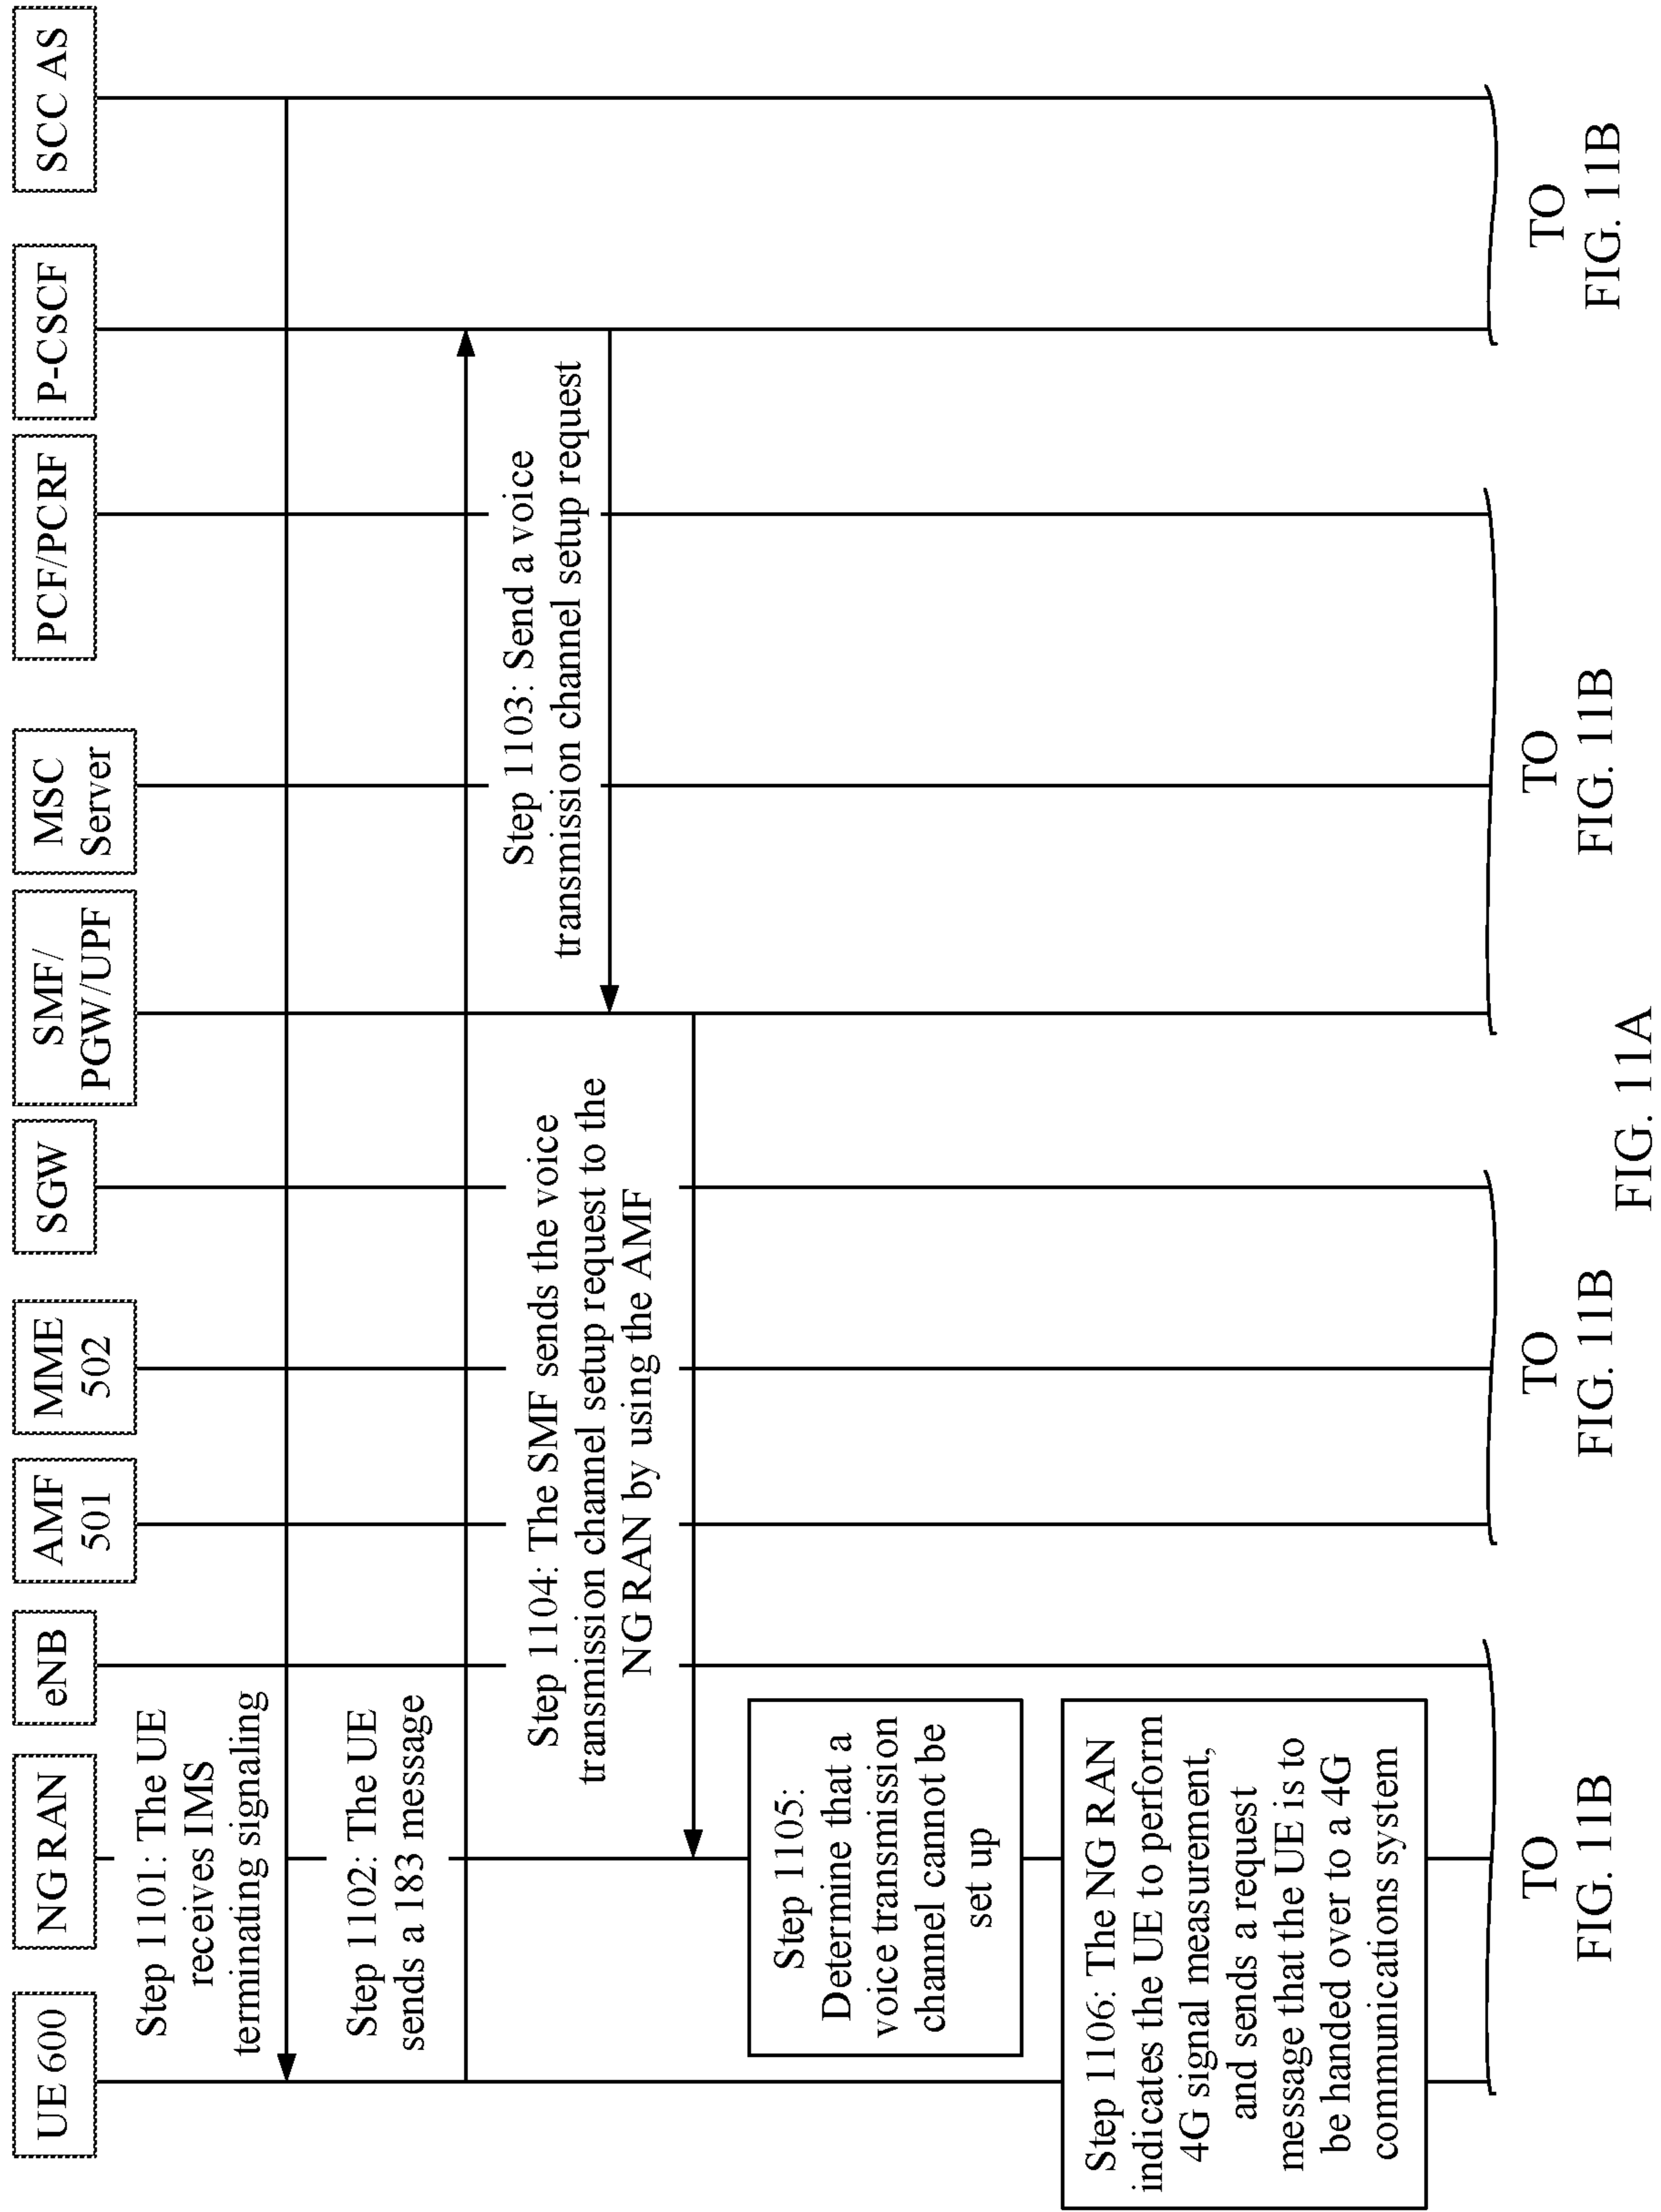 UE 600
NG RAN
eNB
AMF
501
MME
502
SGW
SMF/
PGW/UPF
MSC
Server
PCF/PCRF
P-CSCF
SCC AS
Step 1101: The UE
receives IMS
terminating signaling
Step 1102: The UE
sends a 183 message
Step 1103: Send a voice
transmission channel setup request
Step 1104: The SMF sends the voice
transmission channel setup request to the
NG RAN by using the AMF
Step 1105:
Determine that a
voice transmission
channel cannot be
set up
Step 1106: The NG RAN
indicates the UE to perform
4G signal measurement,
and sends a request
message that the UE is to
be handed over to a 4G
communications system
TO
FIG. 11B
TO
FIG. 11B
TO
FIG. 11B
TO
FIG. 11B
FIG. 11A